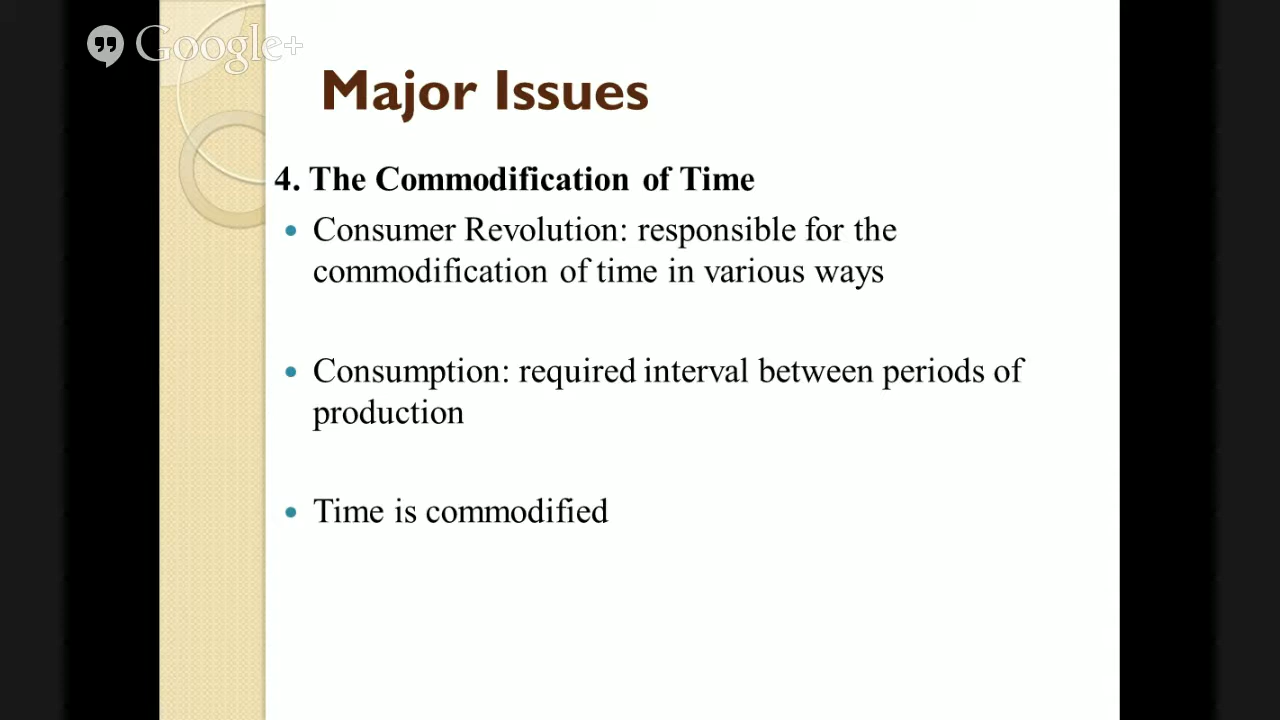 Google+
Major Issues
4. The Commodification of Time
• Consumer Revolution: responsible for the
commodification of time in various ways
• Consumption: required interval between periods of
production
• Time is commodified